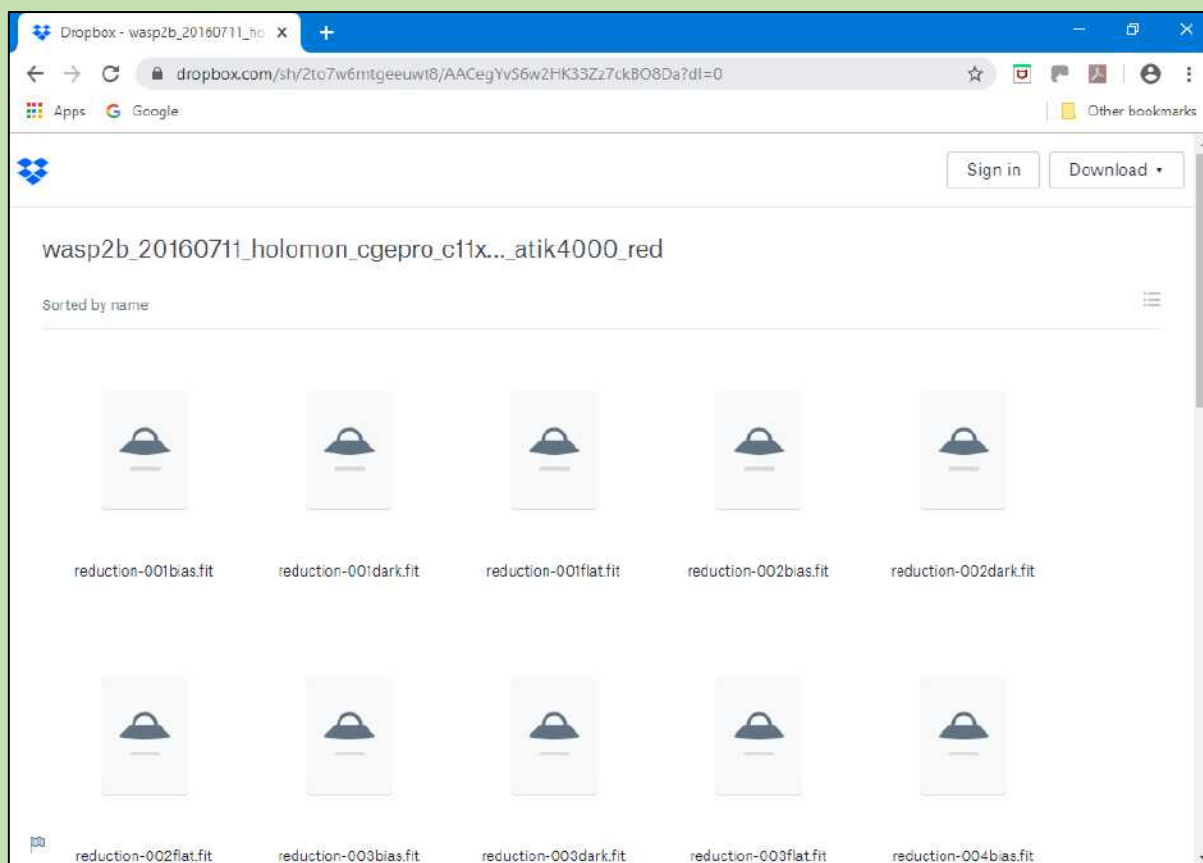 Dropbox - wasp2b_20160711_ho
dropbox.com/sh/2to7w6mtgeeuwt8/AACegYvS6w2HK33Zz7ckBO8Da?dl=0
Apps Google Other bookmarks
Sign in Download
wasp2b_20160711_holomon_cgepro_c11x..._atik4000_red
Sorted by name
reduction-001bias.fit reduction-001dark.fit reduction-001flat.fit reduction-002bias.fit reduction-002dark.fit
reduction-002flat.fit reduction-003bias.fit reduction-003dark.fit reduction-003flat.fit reduction-004bias.fit